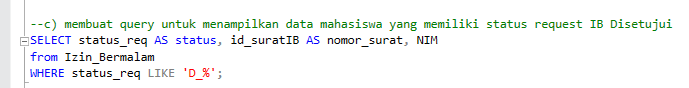 --c) membuat query untuk menampilkan data mahasiswa yang memiliki status request IB Disetujui
SELECT status_req AS status, id_suratIB AS nomor_surat, NIM
from Izin_Bermalam
WHERE status_req LIKE 'D_%';